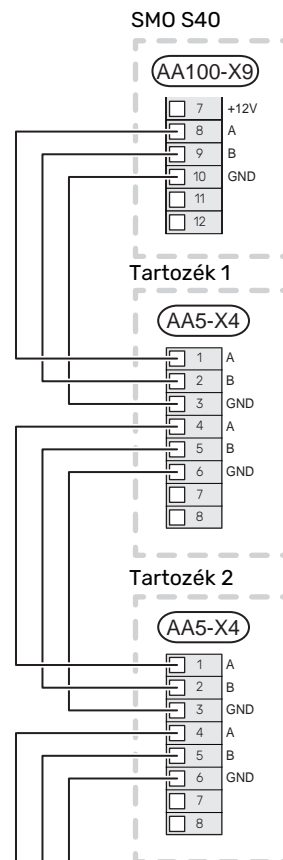 SMO S40
AA100-X9
7 +12V
8 A
9 B
10 GND
11
12
Tartozék 1
AA5-X4
1 A
2 B
3 GND
4 A
5 B
6 GND
7
8
Tartozék 2
AA5-X4
1 A
2 B
3 GND
4 A
5 B
6 GND
7
8